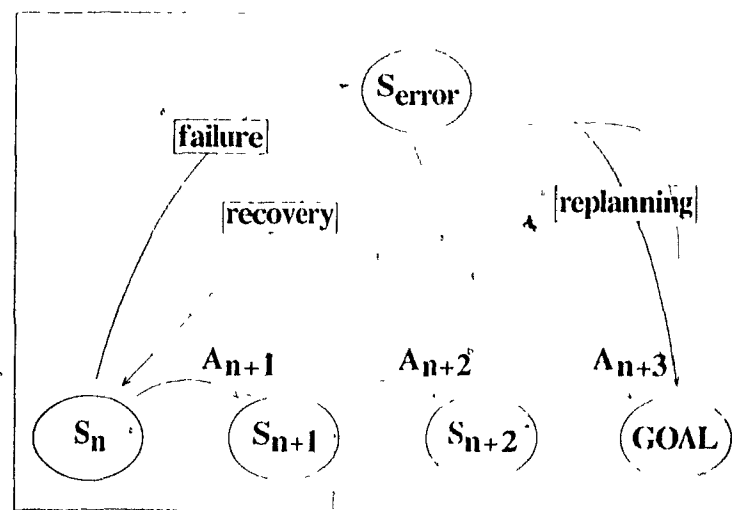 S_error
failure
recovery
replanning
A_n+1 A_n+2 A_n+3
S_n S_n+1 S_n+2 GOAL